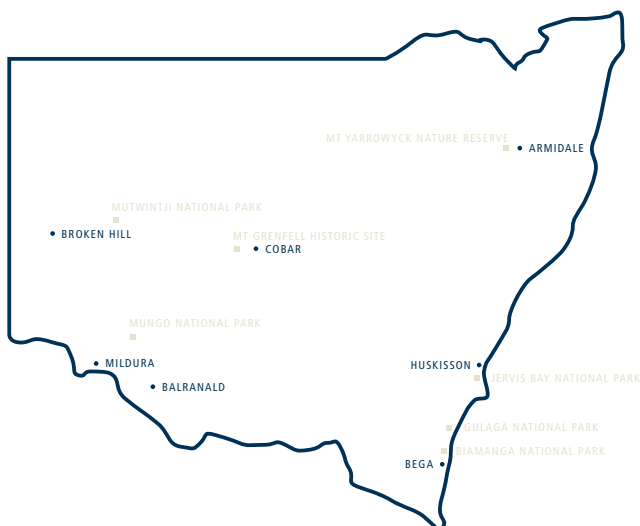 MT YARROWYCK NATURE RESERVE
ARMIDALE
MUTWINTJI NATIONAL PARK
BROKEN HILL
MT GRENFELL HISTORIC SITE
COBAR
MUNGO NATIONAL PARK
MILDURA
HUSKISSON
JERVIS BAY NATIONAL PARK
BALRANALD
GULAGA NATIONAL PARK
BIAMANGA NATIONAL PARK
BEGA